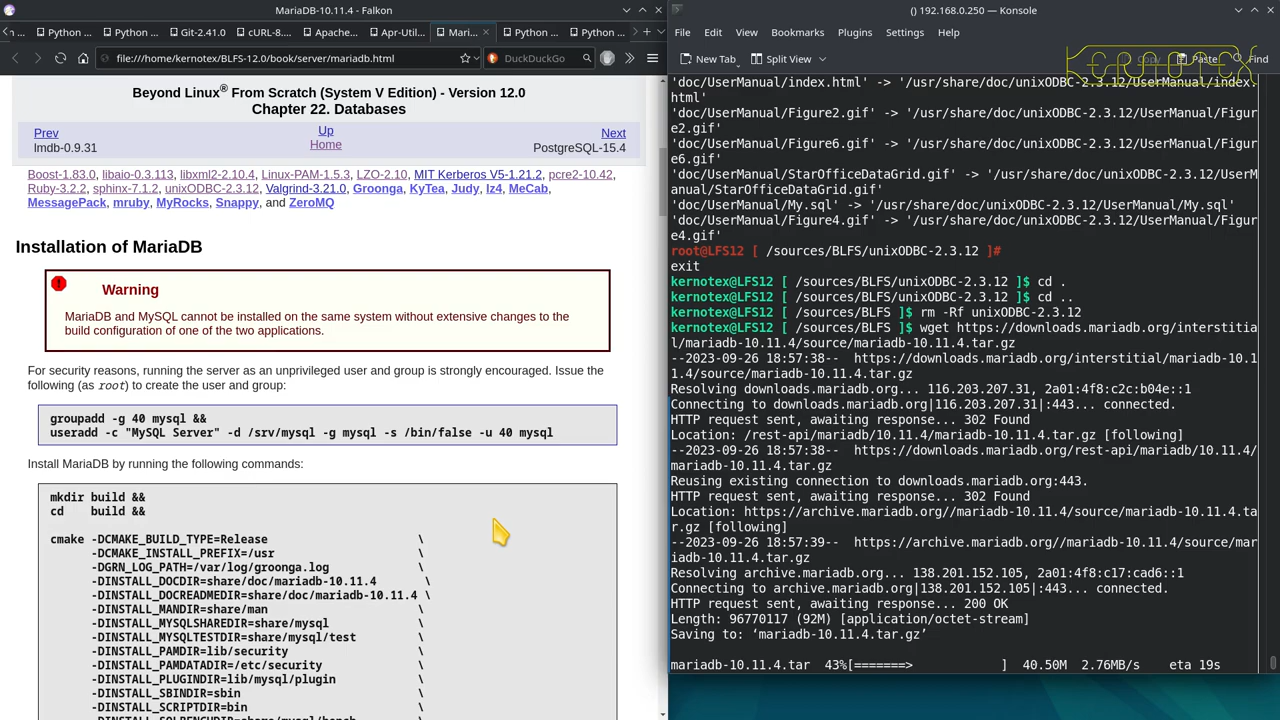 MariaDB-10.11.4 - Falkon
Python ... Python ... Git-2.41.0 cURL-8.... Apache... Apr-Util... Mari... Python ... Python ...
file:///home/kernotex/BLFS-12.0/book/server/mariadb.html
DuckDuckGo
Beyond Linux® From Scratch (System V Edition) - Version 12.0
Chapter 22. Databases
Prev Up Next
lmdb-0.9.31 Home PostgreSQL-15.4
Boost-1.83.0, libaio-0.3.113, libxml2-2.10.4, Linux-PAM-1.5.3, LZO-2.10, MIT Kerberos V5-1.21.2, pcre2-10.42,
Ruby-3.2.2, sphinx-7.1.2, unixODBC-2.3.12, Valgrind-3.21.0, Groonga, KyTea, Judy, lz4, MeCab,
MessagePack, mruby, MyRocks, Snappy, and ZeroMQ
Installation of MariaDB
Warning
MariaDB and MySQL cannot be installed on the same system without extensive changes to the
build configuration of one of the two applications.
For security reasons, running the server as an unprivileged user and group is strongly encouraged. Issue the
following (as root) to create the user and group:
groupadd -g 40 mysql &&
useradd -c "MySQL Server" -d /srv/mysql -g mysql -s /bin/false -u 40 mysql
Install MariaDB by running the following commands:
mkdir build &&
cd    build &&
cmake -DCMAKE_BUILD_TYPE=Release \
-DCMAKE_INSTALL_PREFIX=/usr \
-DGRN_LOG_PATH=/var/log/groonga.log \
-DINSTALL_DOCDIR=share/doc/mariadb-10.11.4 \
-DINSTALL_DOCREADMEDIR=share/doc/mariadb-10.11.4 \
-DINSTALL_MANDIR=share/man \
-DINSTALL_MYSQLSHAREDIR=share/mysql \
-DINSTALL_MYSQLTESTDIR=share/mysql/test \
-DINSTALL_PAMDIR=lib/security \
-DINSTALL_PAMDATADIR=/etc/security \
-DINSTALL_PLUGINDIR=lib/mysql/plugin \
-DINSTALL_SBINDIR=sbin \
-DINSTALL_SCRIPTDIR=bin \
() 192.168.0.250 — Konsole
File Edit View Bookmarks Plugins Settings Help
New Tab Split View Copy Paste Find
KERNOTEX
'doc/UserManual/index.html' -> '/usr/share/doc/unixODBC-2.3.12/UserManual/index.
html'
'doc/UserManual/Figure2.gif' -> '/usr/share/doc/unixODBC-2.3.12/UserManual/Figur
e2.gif'
'doc/UserManual/Figure6.gif' -> '/usr/share/doc/unixODBC-2.3.12/UserManual/Figur
e6.gif'
'doc/UserManual/StarOfficeDataGrid.gif' -> '/usr/share/doc/unixODBC-2.3.12/UserM
anual/StarOfficeDataGrid.gif'
'doc/UserManual/My.sql' -> '/usr/share/doc/unixODBC-2.3.12/UserManual/My.sql'
'doc/UserManual/Figure4.gif' -> '/usr/share/doc/unixODBC-2.3.12/UserManual/Figur
e4.gif'
root@LFS12 [ /sources/BLFS/unixODBC-2.3.12 ]#
exit
kernotex@LFS12 [ /sources/BLFS/unixODBC-2.3.12 ]$ cd .
kernotex@LFS12 [ /sources/BLFS/unixODBC-2.3.12 ]$ cd ..
kernotex@LFS12 [ /sources/BLFS ]$ rm -Rf unixODBC-2.3.12
kernotex@LFS12 [ /sources/BLFS ]$ wget https://downloads.mariadb.org/interstitia
l/mariadb-10.11.4/source/mariadb-10.11.4.tar.gz
--2023-09-26 18:57:38--  https://downloads.mariadb.org/interstitial/mariadb-10.1
1.4/source/mariadb-10.11.4.tar.gz
Resolving downloads.mariadb.org... 116.203.207.31, 2a01:4f8:c2c:b04e::1
Connecting to downloads.mariadb.org|116.203.207.31|:443... connected.
HTTP request sent, awaiting response... 302 Found
Location: /rest-api/mariadb/10.11.4/mariadb-10.11.4.tar.gz [following]
--2023-09-26 18:57:38--  https://downloads.mariadb.org/rest-api/mariadb/10.11.4/
mariadb-10.11.4.tar.gz
Reusing existing connection to downloads.mariadb.org:443.
HTTP request sent, awaiting response... 302 Found
Location: https://archive.mariadb.org//mariadb-10.11.4/source/mariadb-10.11.4.ta
r.gz [following]
--2023-09-26 18:57:39--  https://archive.mariadb.org//mariadb-10.11.4/source/mar
iadb-10.11.4.tar.gz
Resolving archive.mariadb.org... 138.201.152.105, 2a01:4f8:c17:cad6::1
Connecting to archive.mariadb.org|138.201.152.105|:443... connected.
HTTP request sent, awaiting response... 200 OK
Length: 96770117 (92M) [application/octet-stream]
Saving to: ‘mariadb-10.11.4.tar.gz’
mariadb-10.11.4.tar  43%[=======>            ]  40.50M  2.76MB/s    eta 19s